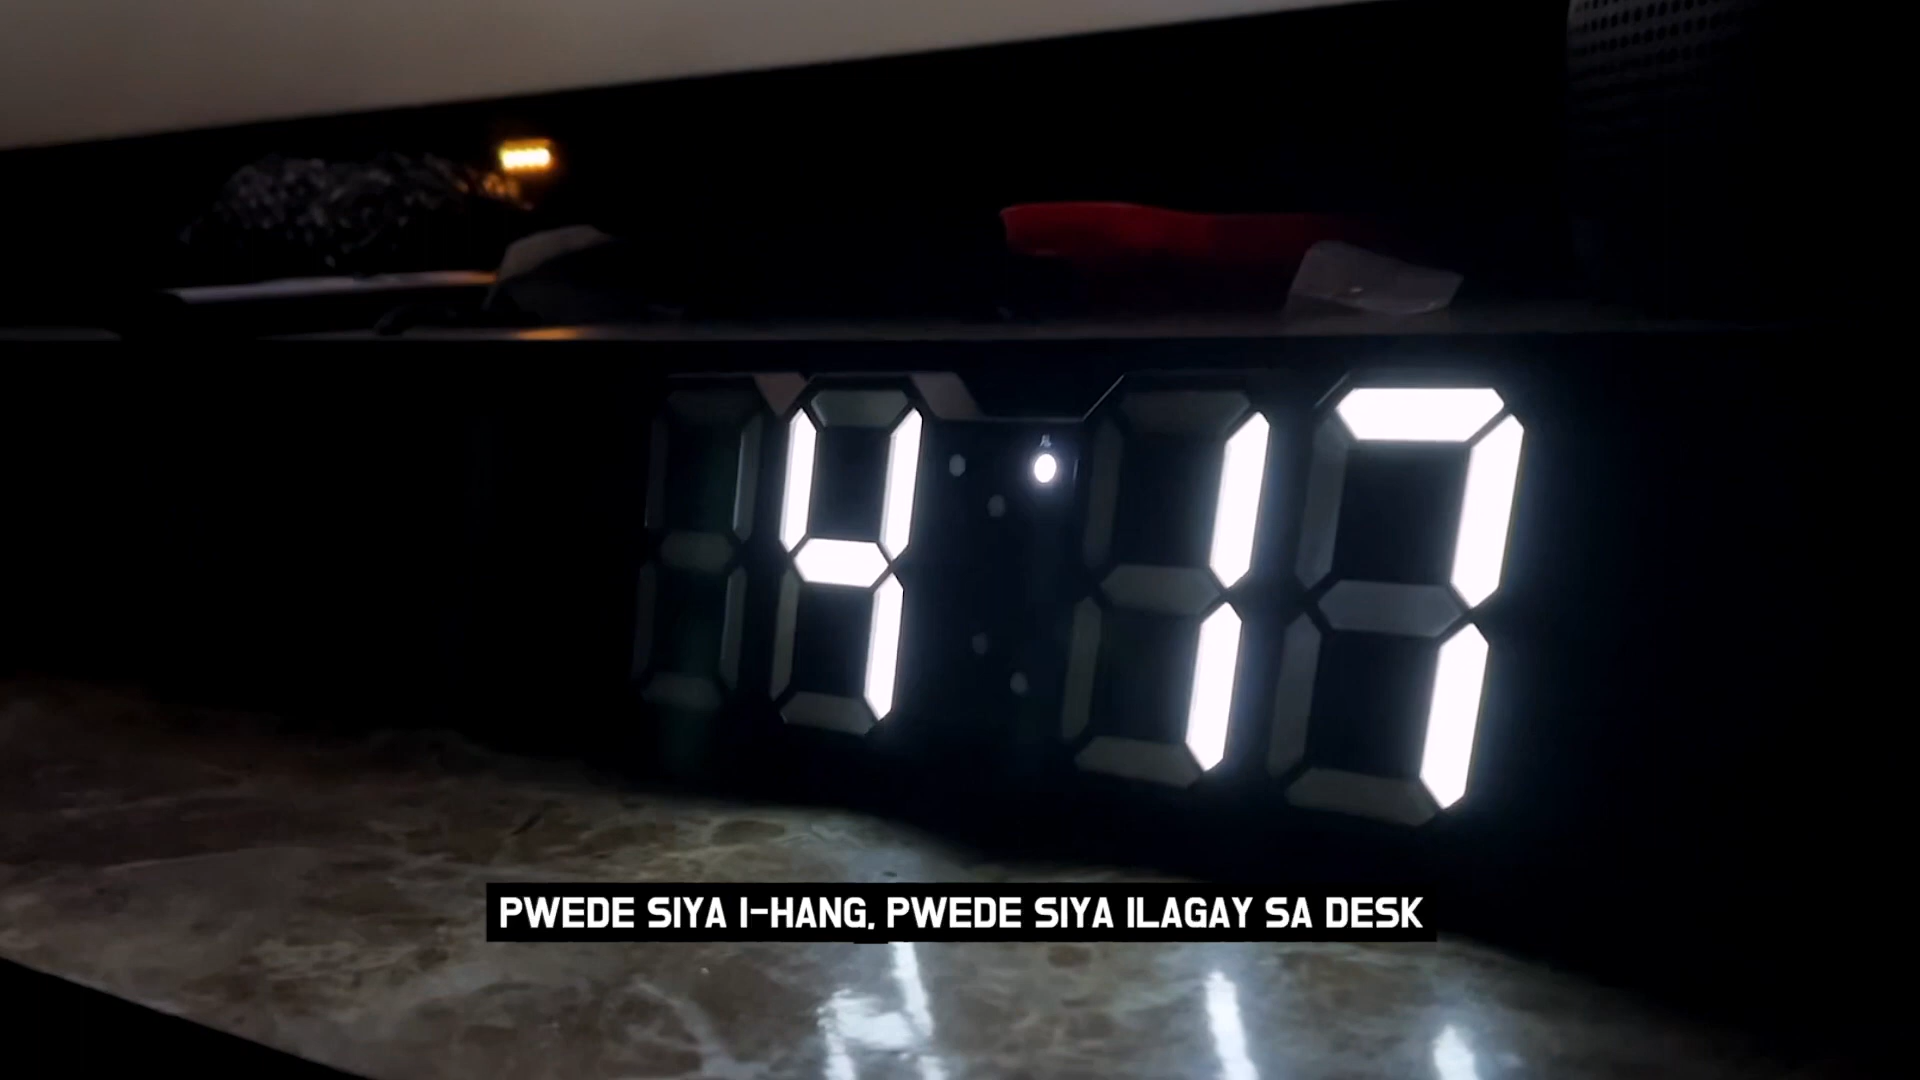 4 17
PWEDE SIYA I-HANG, PWEDE SIYA ILAGAY SA DESK